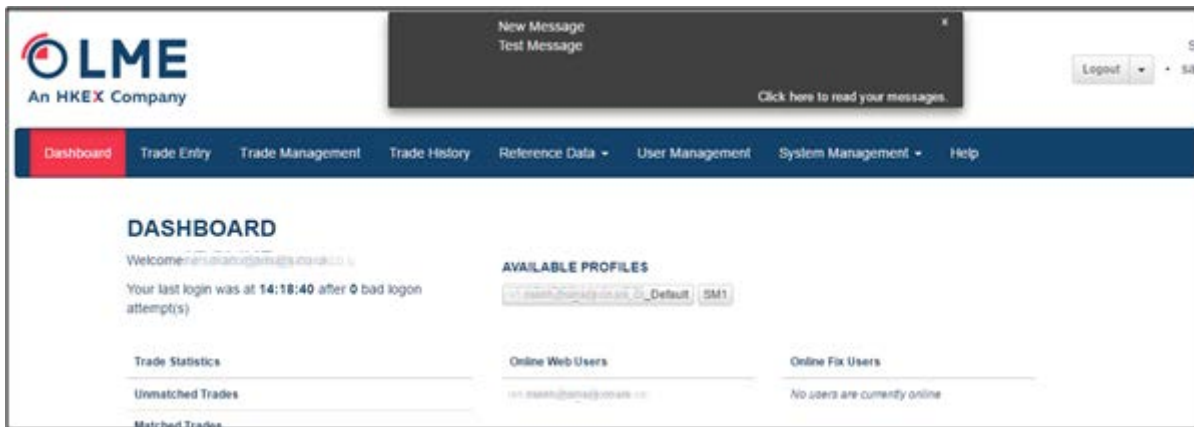 New Message
x
Test Message
Click here to read your messages.
OLME
An HKEX Company
Logout
Dashboard
Trade Entry
Trade Management
Trade History
Reference Data
User Management
System Management
Help
DASHBOARD
Welcome
Your last login was at 14:18:40 after 0 bad logon
attempt(s)
AVAILABLE PROFILES
_Default
SM1
Trade Statistics
Online Web Users
Online Fix Users
Unmatched Trades
No users are currently online
Matched Trades